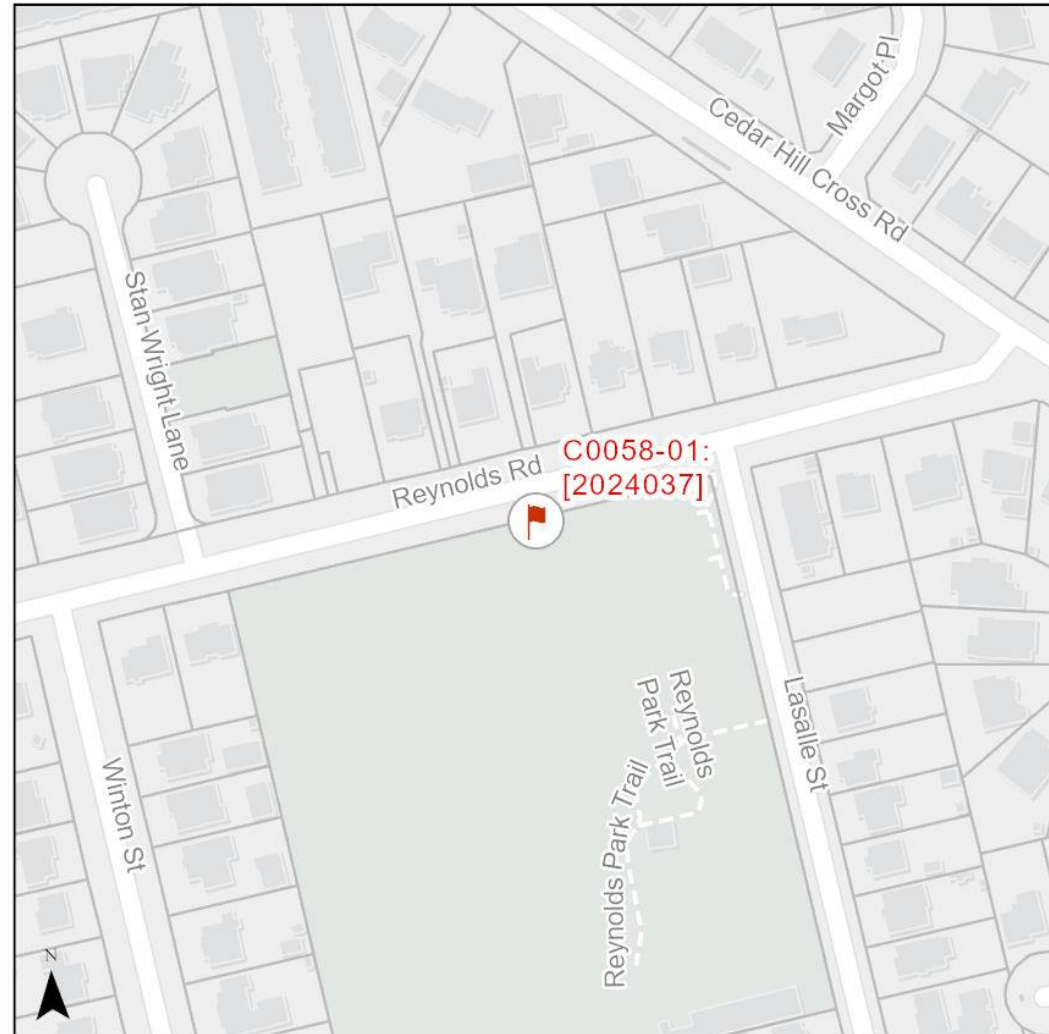 Margot Pl
Cedar Hill Cross Rd
Stan Wright Lane
Reynolds Rd
C0058-01:
[2024037]
Reynolds
Park Trail
Lasalle St
Winton St
Reynolds Park Trail
N